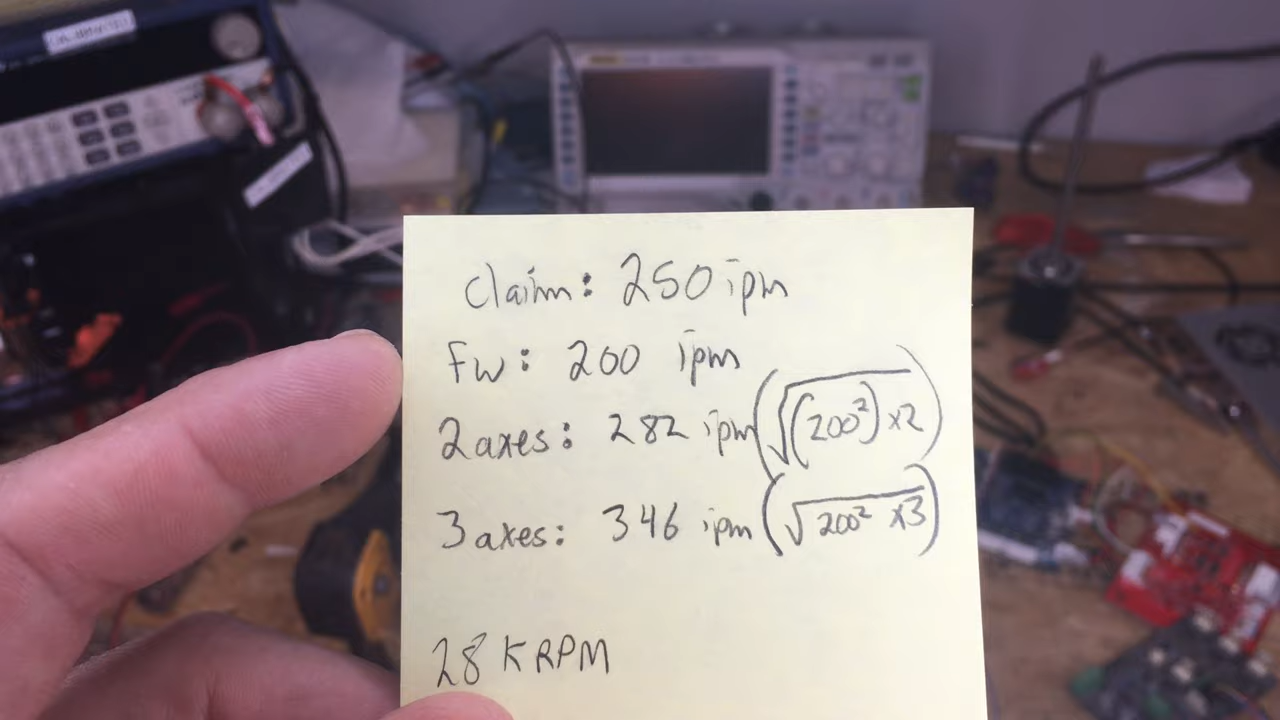 Claim: 250 ipm
FW: 200 ipm
2 axes: 282 ipm (√(200²) x2)
3 axes: 346 ipm (√200² x3)
28 K RPM